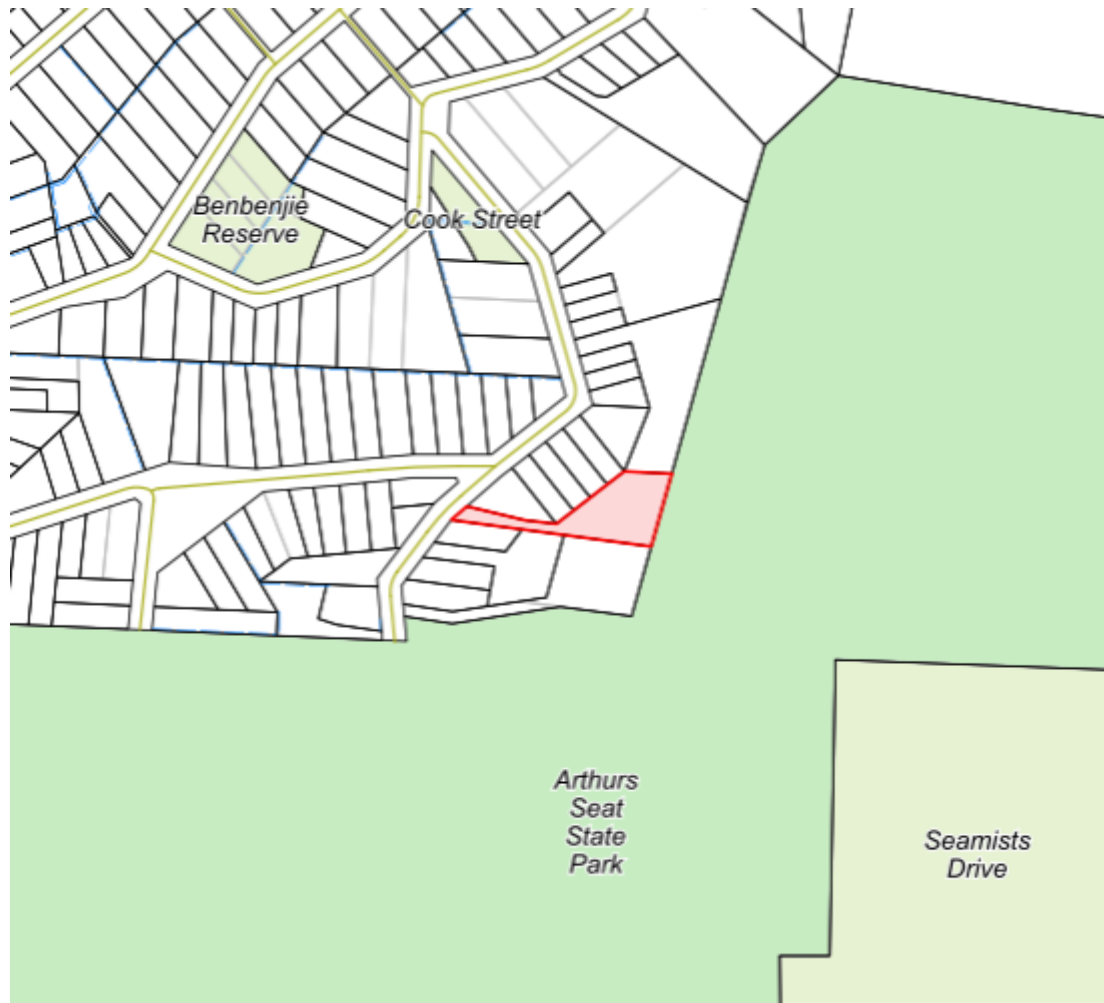 Benbenjie
Reserve
Cook Street
Arthurs
Seat
State
Park
Seamists
Drive